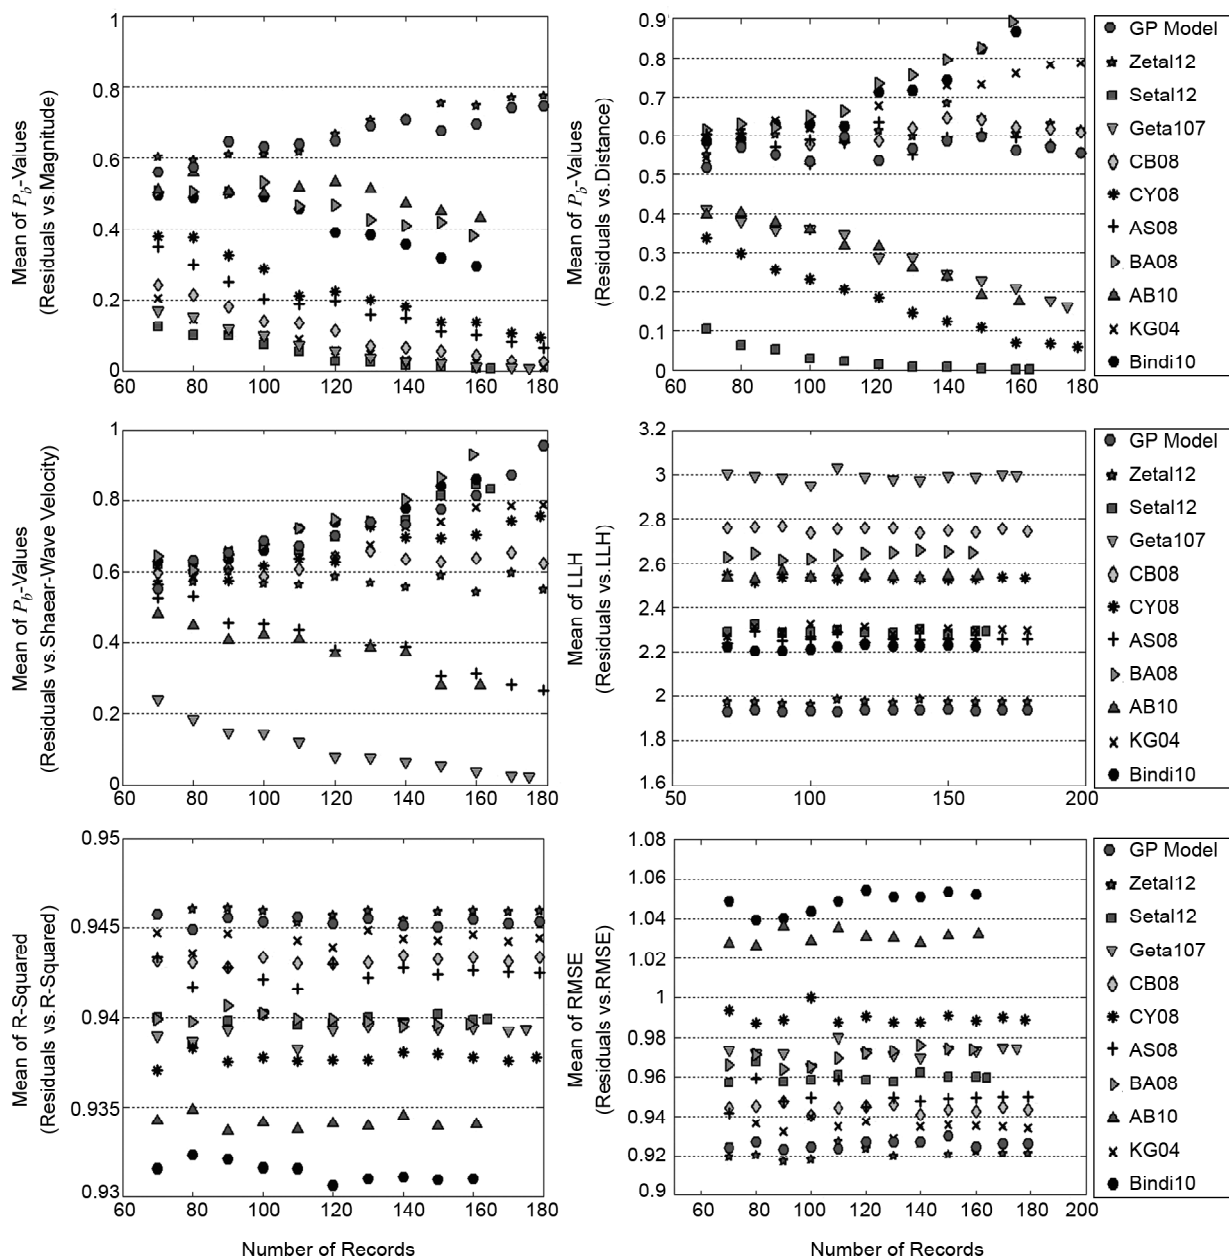 Mean of P_b-Values
(Residuals vs.Magnitude)
1
0.8
0.6
0.4
0.2
0
60 80 100 120 140 160 180
Mean of P_b-Values
(Residuals vs.Distance)
0.9
0.8
0.7
0.6
0.5
0.4
0.3
0.2
0.1
0
60 80 100 120 140 160 180
GP Model
Zetal12
Setal12
Geta107
CB08
CY08
AS08
BA08
AB10
KG04
Bindi10
Mean of P_b-Values
(Residuals vs.Shaear-Wave Velocity)
1
0.8
0.6
0.4
0.2
0
60 80 100 120 140 160 180
Mean of LLH
(Residuals vs.LLH)
3.2
3
2.8
2.6
2.4
2.2
2
1.8
1.6
50 100 150 200
GP Model
Zetal12
Setal12
Geta107
CB08
CY08
AS08
BA08
AB10
KG04
Bindi10
Mean of R-Squared
(Residuals vs.R-Squared)
0.95
0.945
0.94
0.935
0.93
60 80 100 120 140 160 180
Number of Records
Mean of RMSE
(Residuals vs.RMSE)
1.08
1.06
1.04
1.02
1
0.98
0.96
0.94
0.92
0.9
60 80 100 120 140 160 180 200
Number of Records
GP Model
Zetal12
Setal12
Geta107
CB08
CY08
AS08
BA08
AB10
KG04
Bindi10